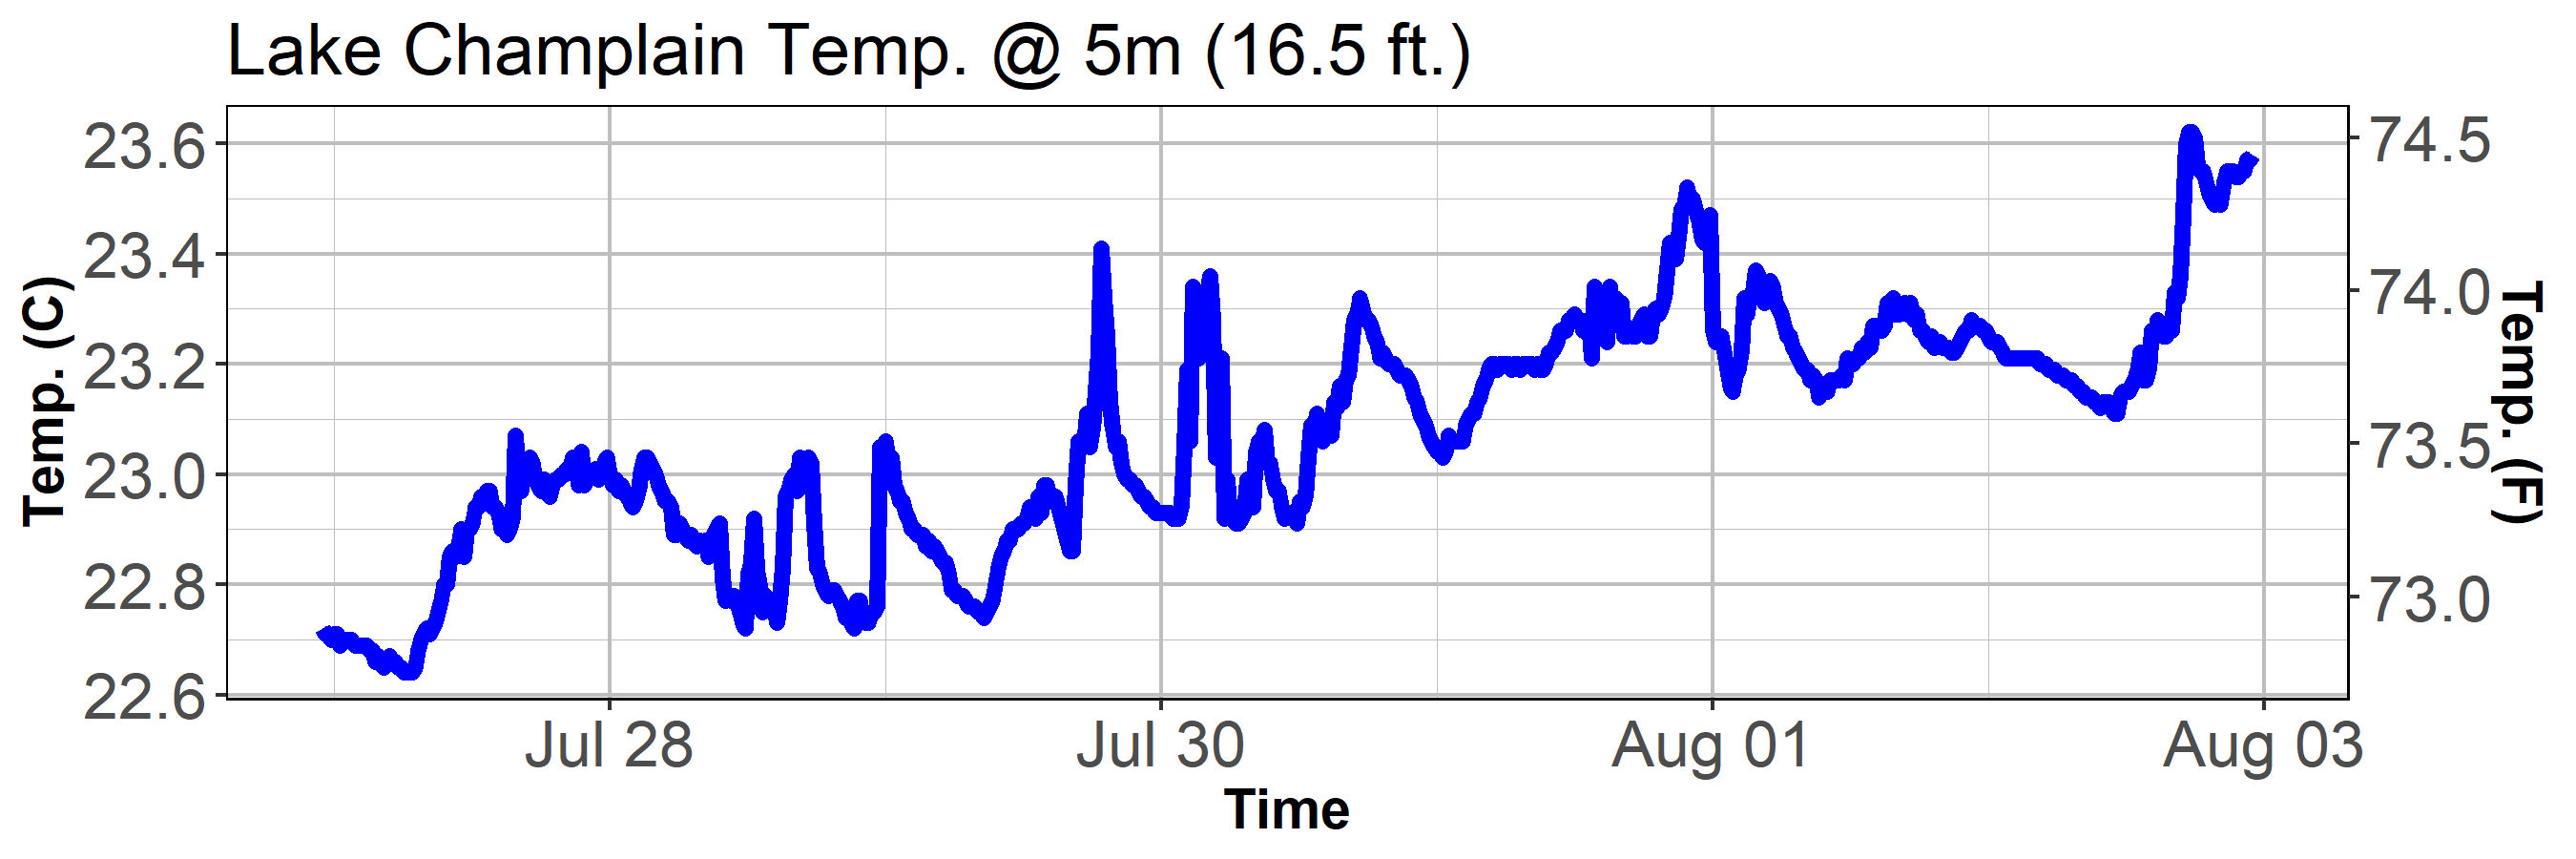 Lake Champlain Temp. @ 5m (16.5 ft.)
Temp. (C)
23.6
23.4
23.2
23.0
22.8
22.6
74.5
74.0
73.5
73.0
Temp. (F)
Jul 28 Jul 30 Aug 01 Aug 03
Time